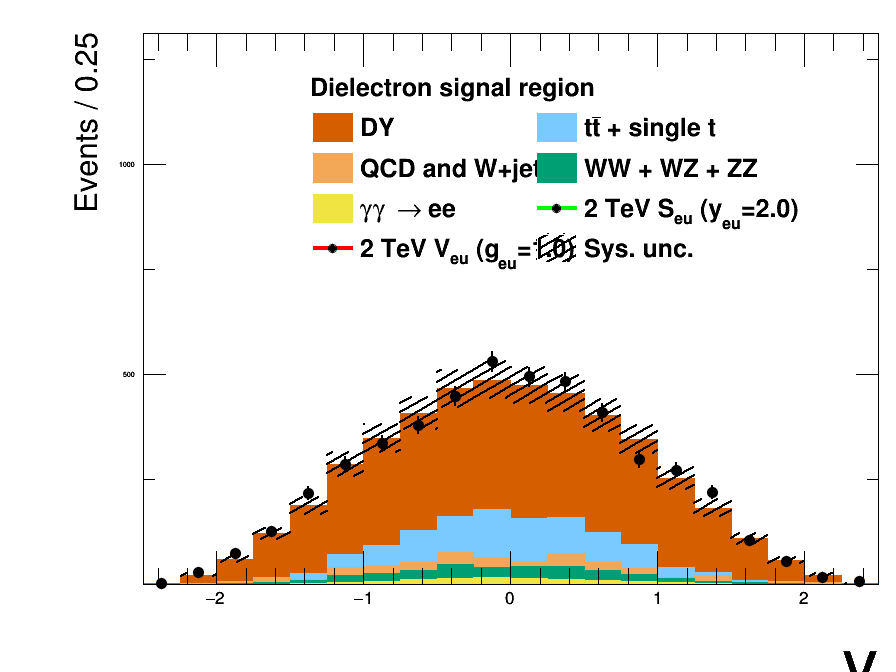 Events / 0.25
Dielectron signal region
DY
tt̄ + single t
QCD and W+jet
WW + WZ + ZZ
γγ → ee
2 TeV S_eu (y_eu=2.0)
2 TeV V_eu (g_eu=1.0)
Sys. unc.
1000
500
−2 −1 0 1 2